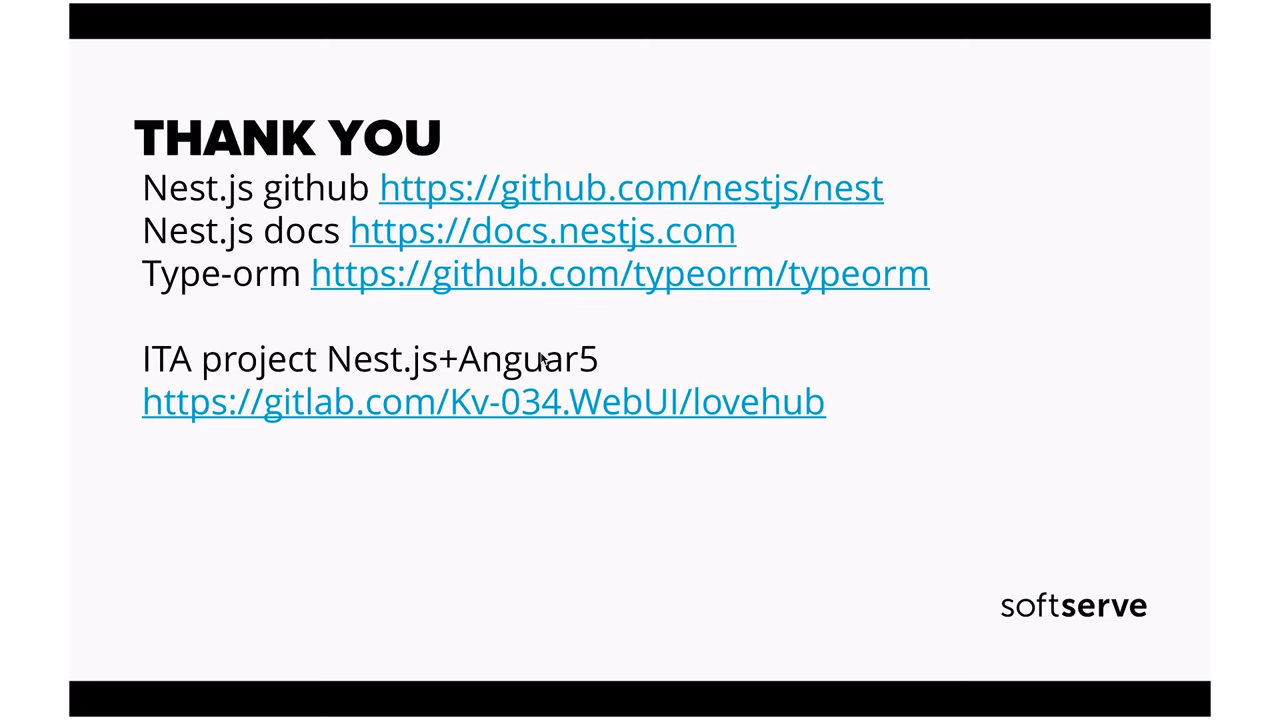 THANK YOU
Nest.js github https://github.com/nestjs/nest
Nest.js docs https://docs.nestjs.com
Type-orm https://github.com/typeorm/typeorm
ITA project Nest.js+Anguar5
https://gitlab.com/Kv-034.WebUI/lovehub
softserve